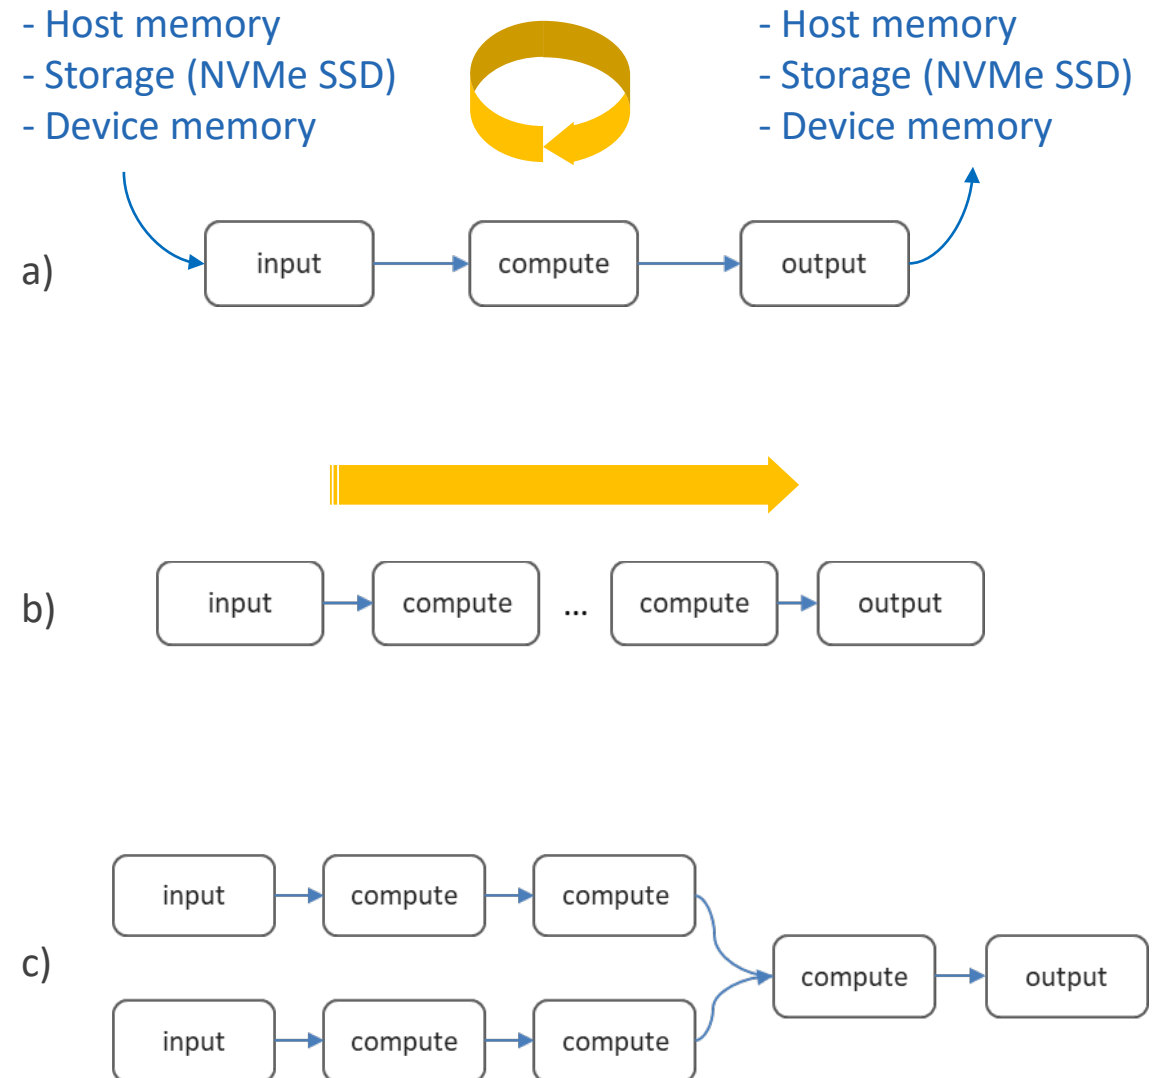 - Host memory
- Storage (NVMe SSD)
- Device memory
- Host memory
- Storage (NVMe SSD)
- Device memory
a)
input
compute
output
b)
input
compute
...
compute
output
c)
input
compute
compute
compute
output
input
compute
compute